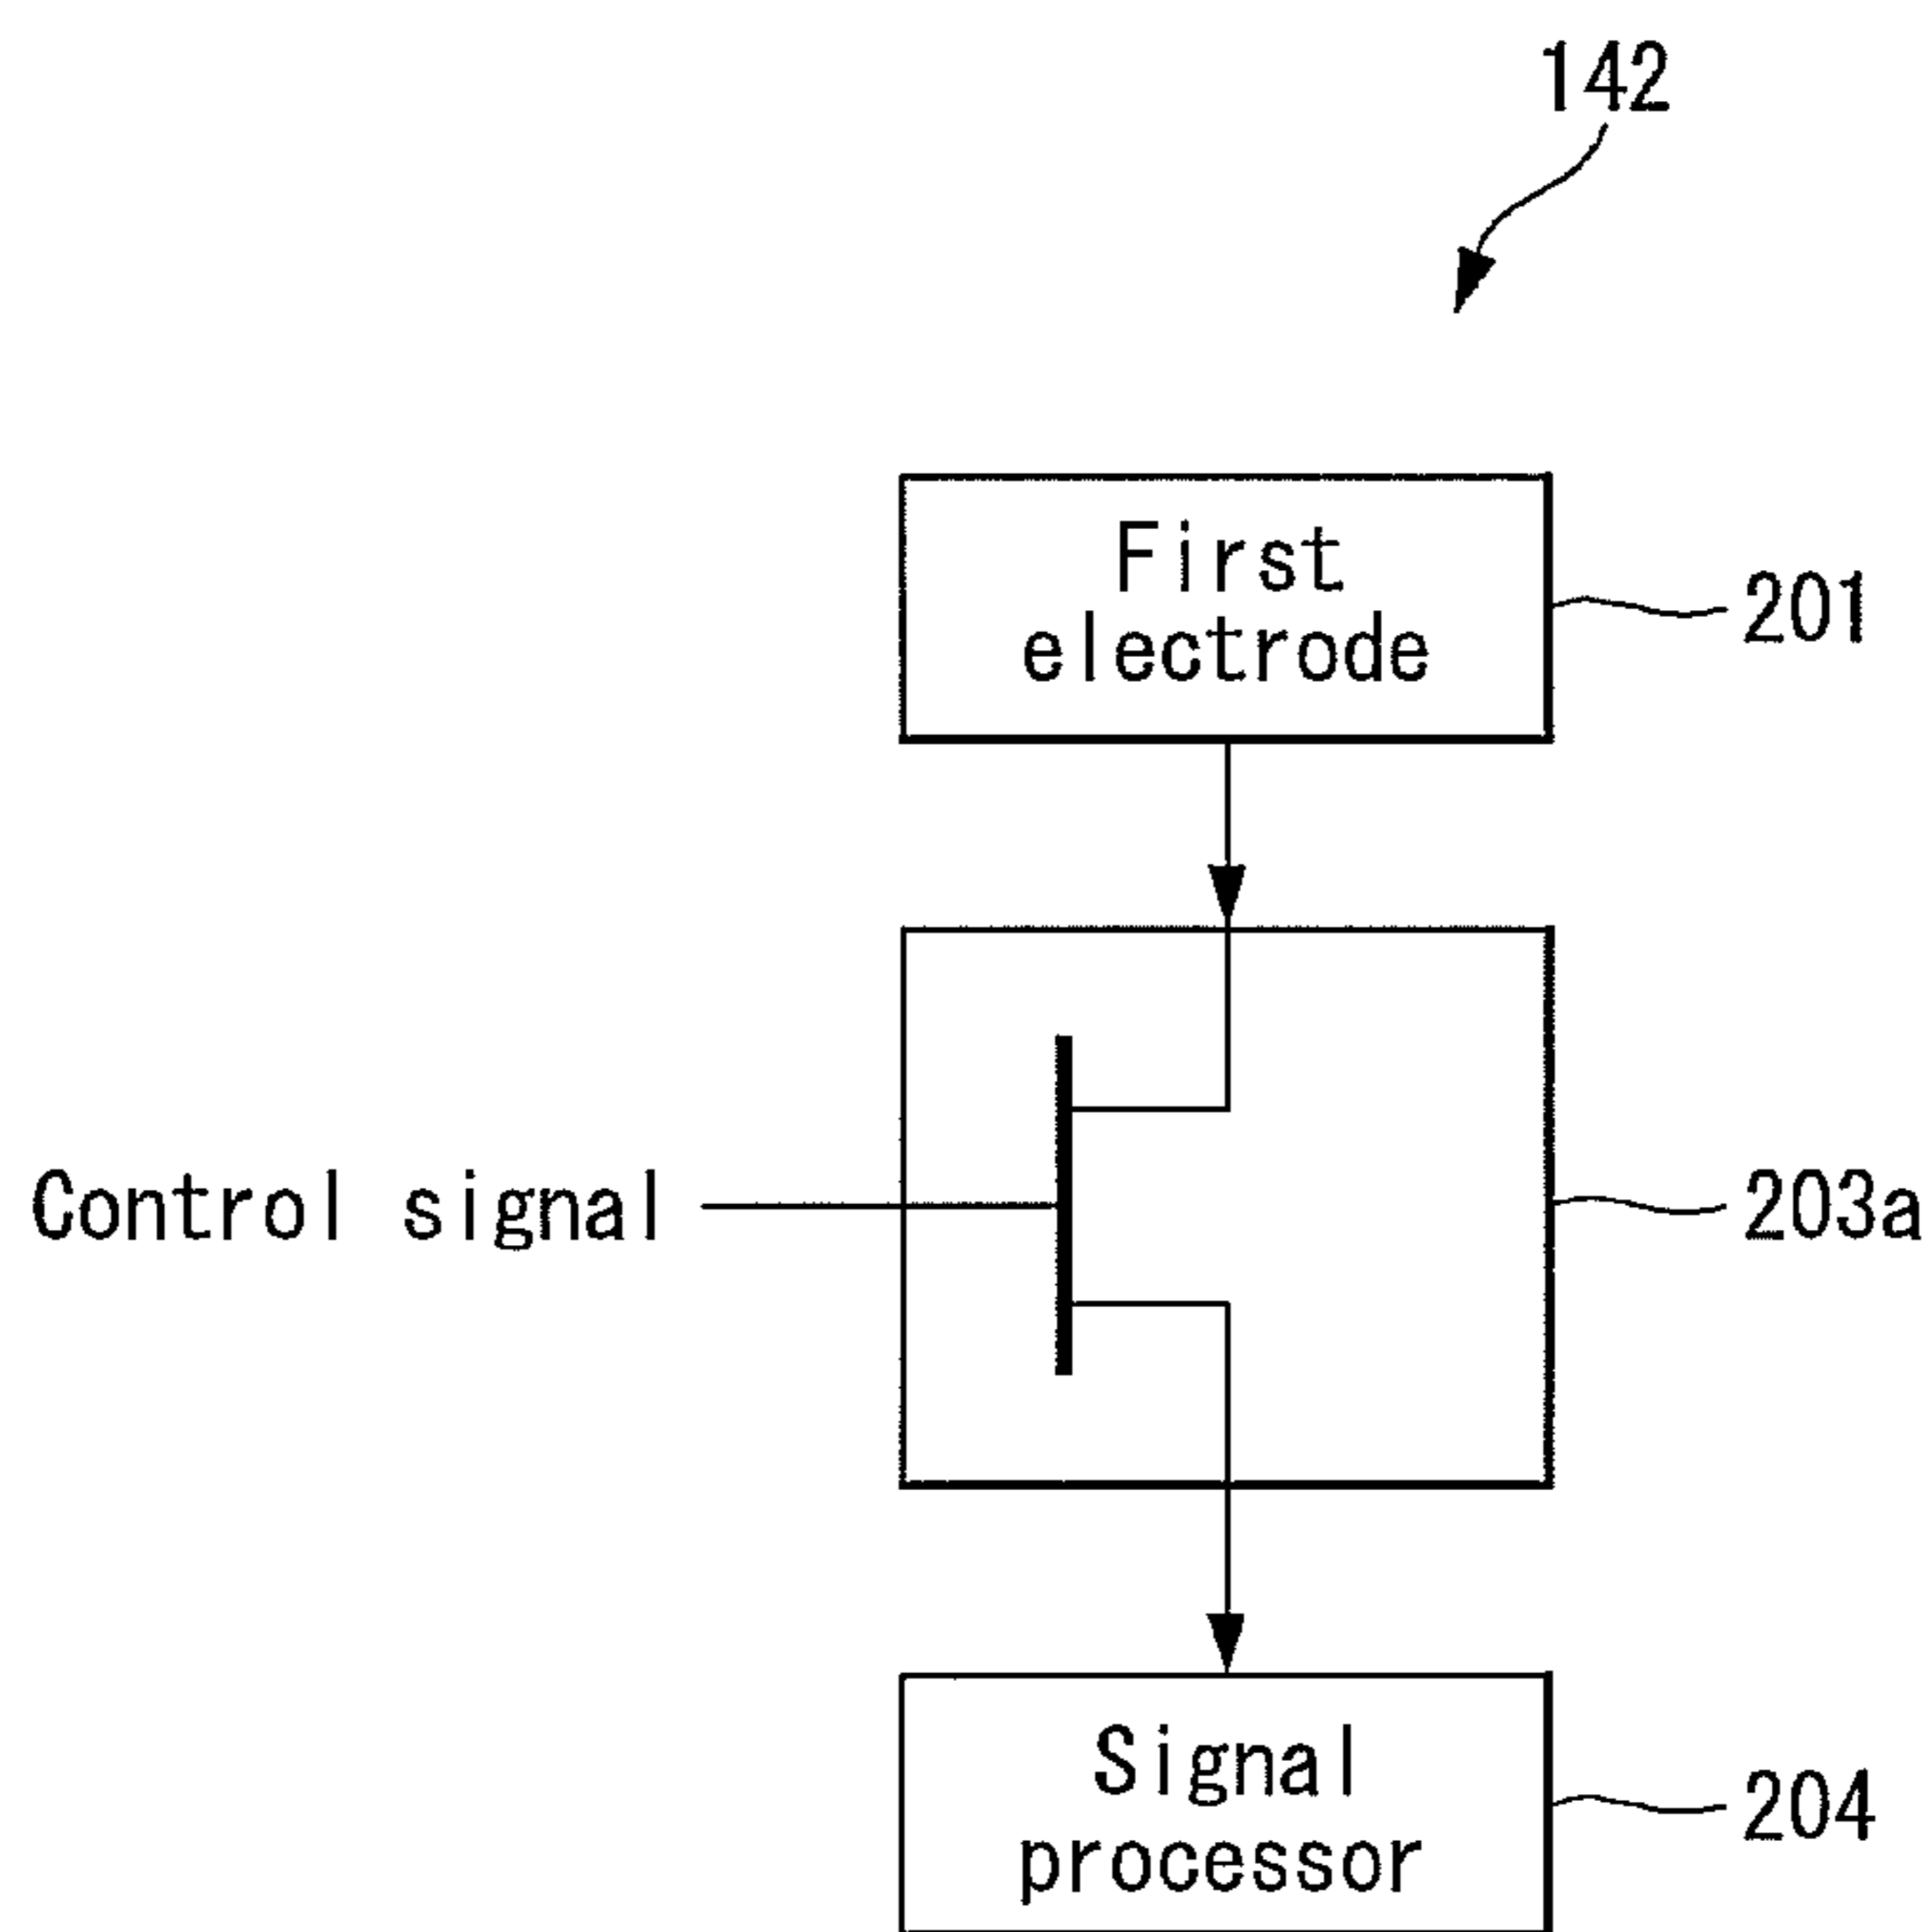 142
First
electrode
201
Control signal
203a
Signal
processor
204